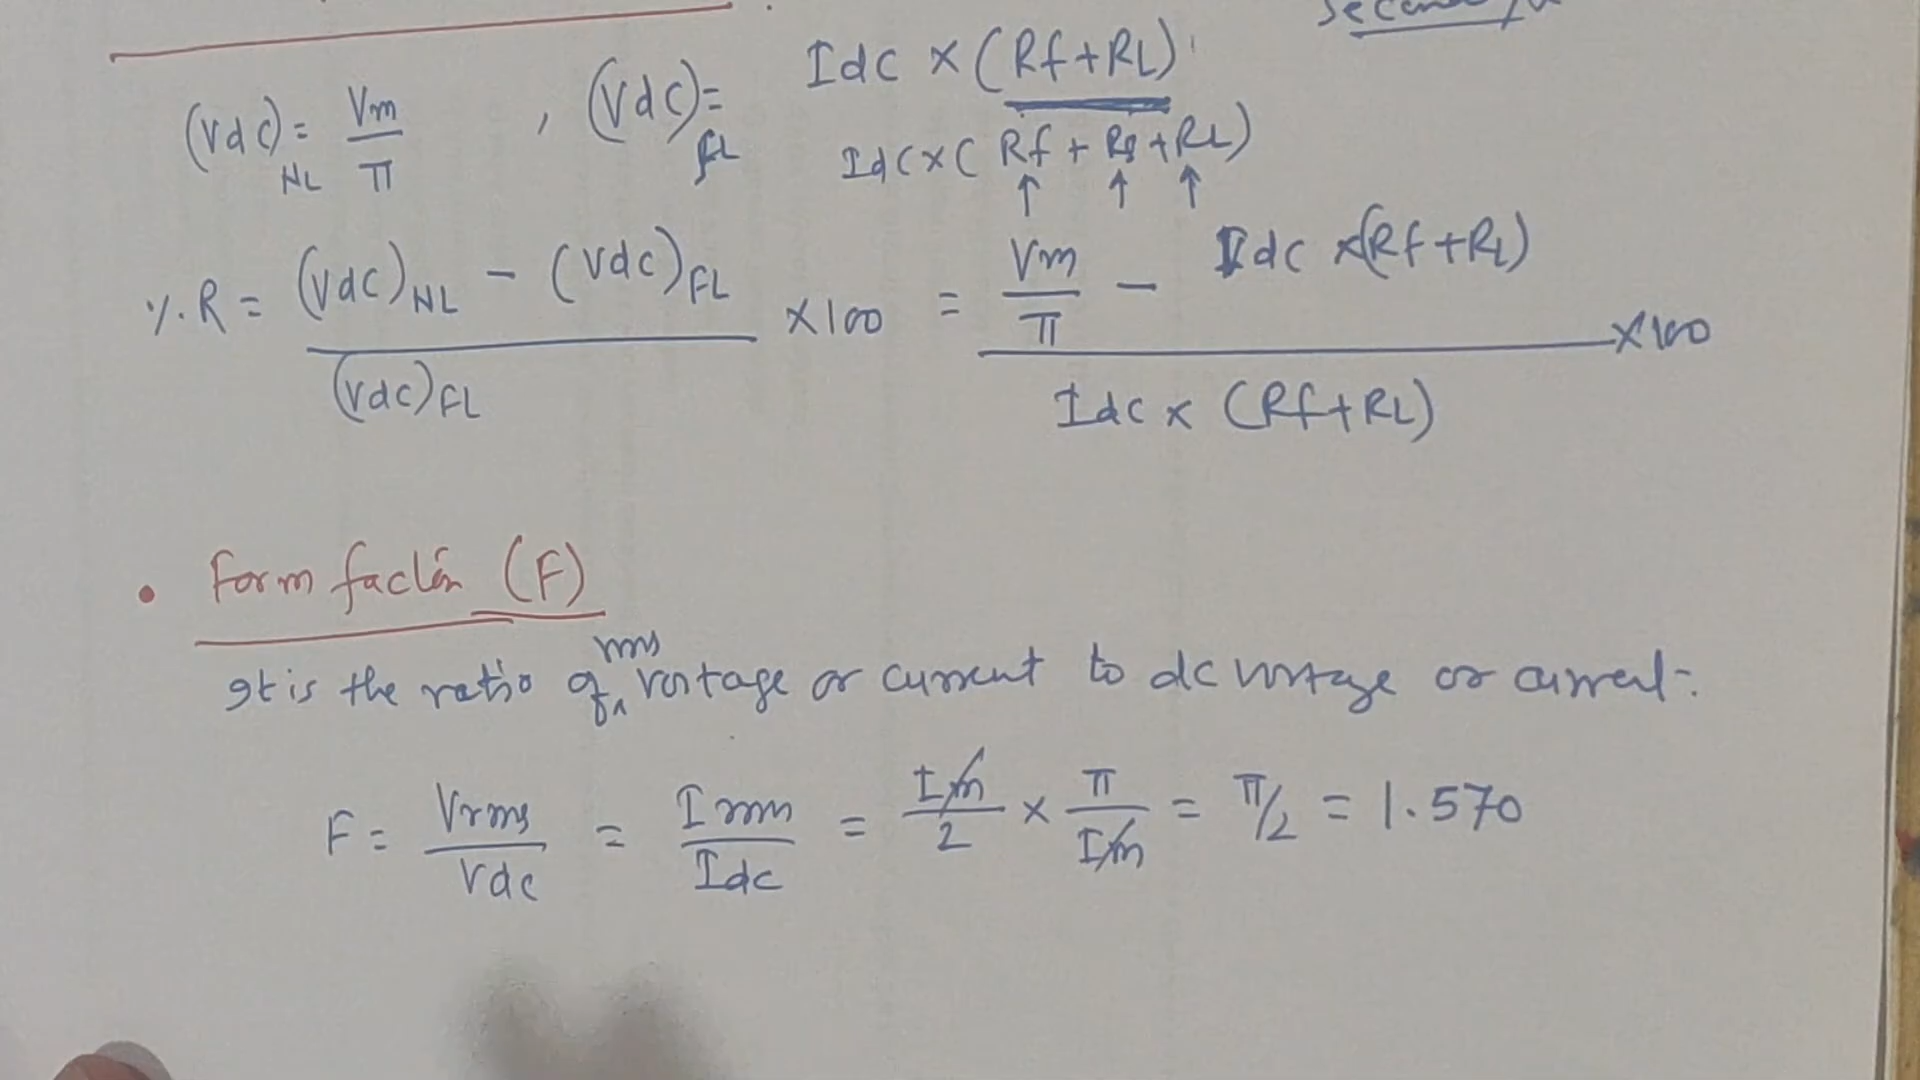 (Vdc)NL = Vm/π , (Vdc)FL = Idc × (Rf+RL)
Idc × (Rf + Rs + RL)
%R = ((Vdc)NL − (Vdc)FL)/(Vdc)FL × 100 = (Vm/π − Idc × (Rf+RL))/(Idc × (Rf+RL)) × 100
• Form factor (F)
It is the ratio of rms voltage or current to dc voltage or current.
F = Vrms/Vdc = Irms/Idc = Im/2 × π/Im = π/2 = 1.570